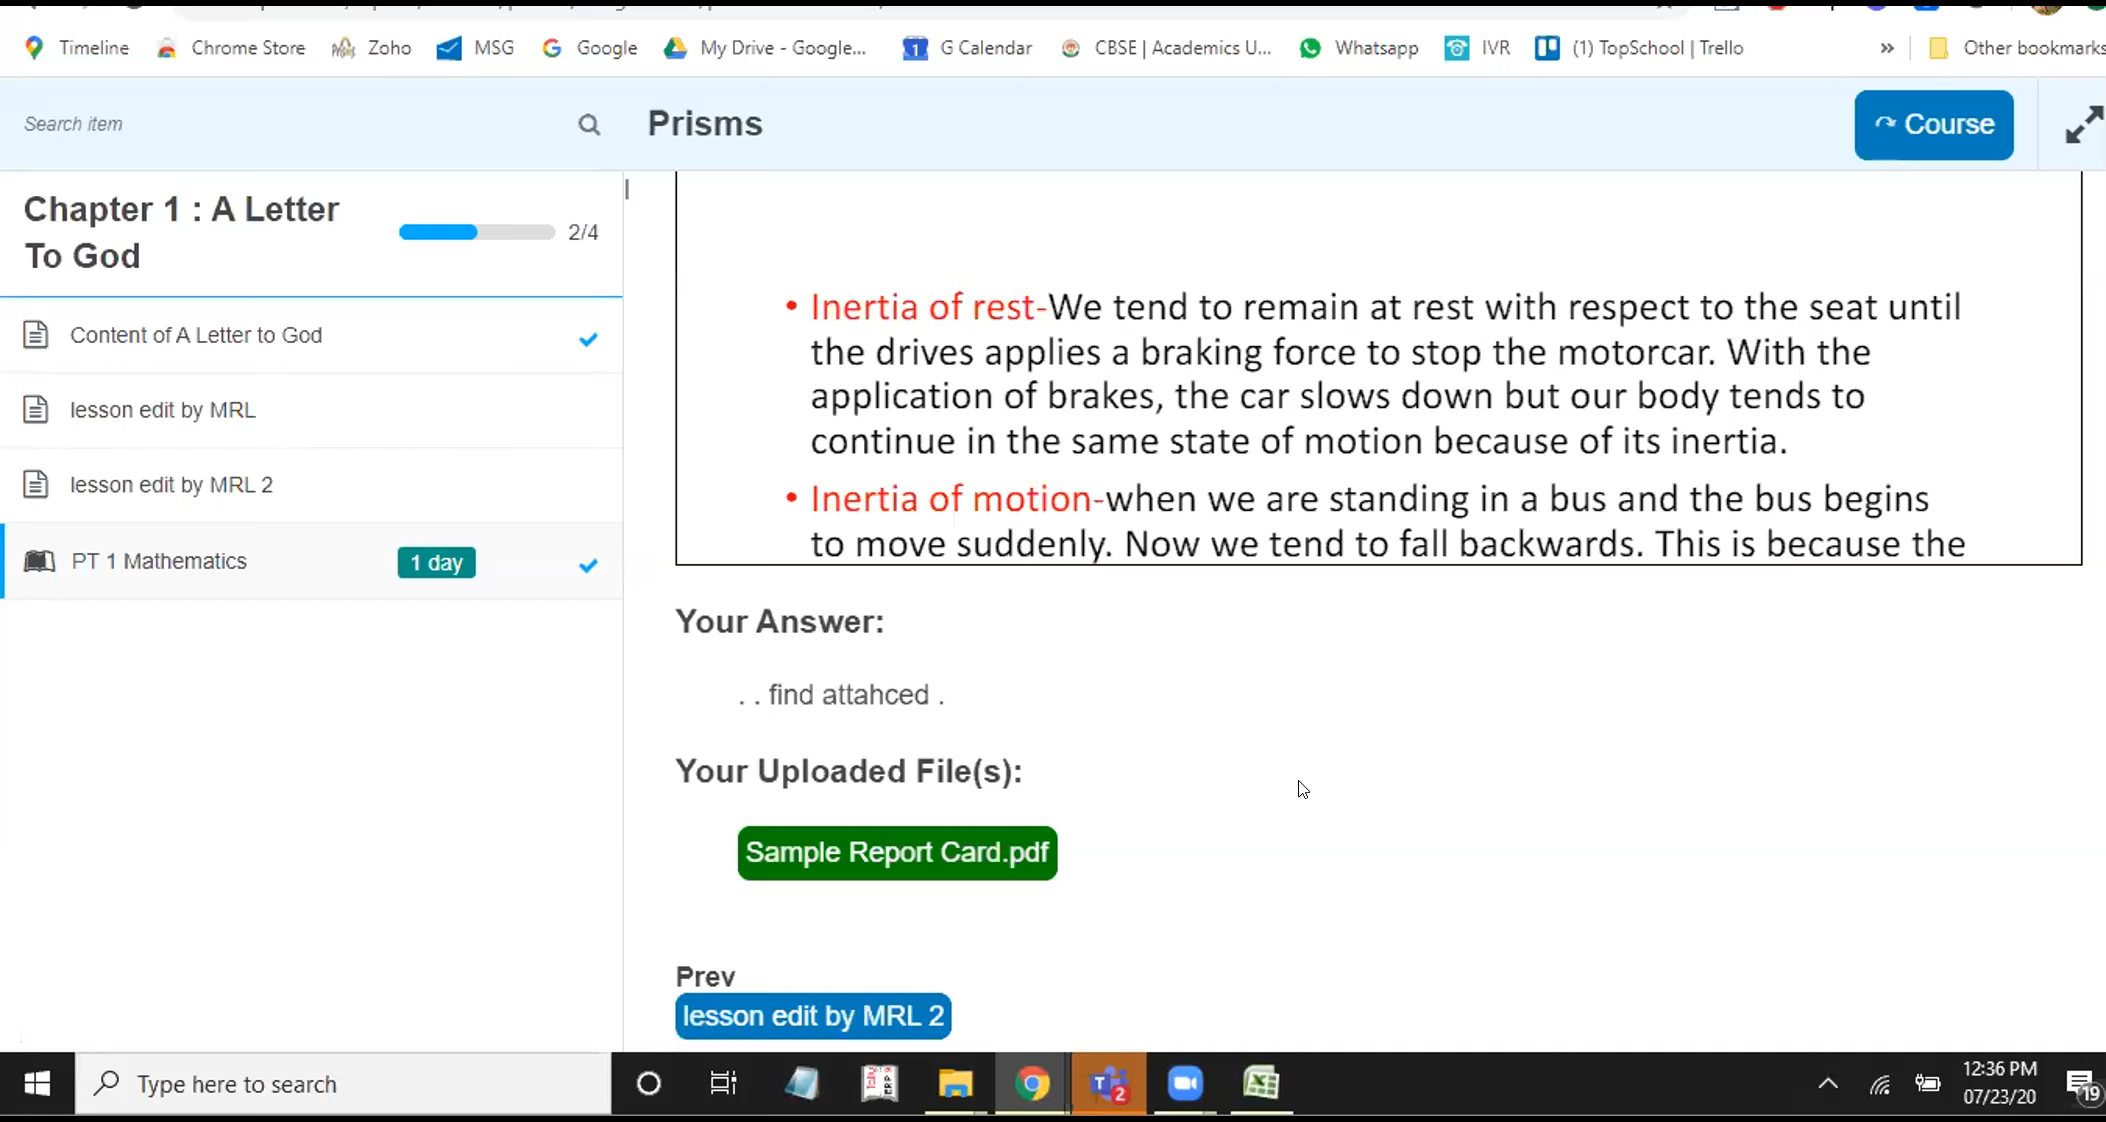 Timeline Chrome Store Zoho MSG Google My Drive - Google... 1 G Calendar CBSE | Academics U... Whatsapp IVR (1) TopSchool | Trello » Other bookmarks
Search item
Prisms
Course
Chapter 1 : A Letter
To God
2/4
Content of A Letter to God
lesson edit by MRL
lesson edit by MRL 2
PT 1 Mathematics 1 day
• Inertia of rest-We tend to remain at rest with respect to the seat until
the drives applies a braking force to stop the motorcar. With the
application of brakes, the car slows down but our body tends to
continue in the same state of motion because of its inertia.
• Inertia of motion-when we are standing in a bus and the bus begins
to move suddenly. Now we tend to fall backwards. This is because the
Your Answer:
. . find attahced .
Your Uploaded File(s):
Sample Report Card.pdf
Prev
lesson edit by MRL 2
Type here to search
2
12:36 PM
07/23/20
19